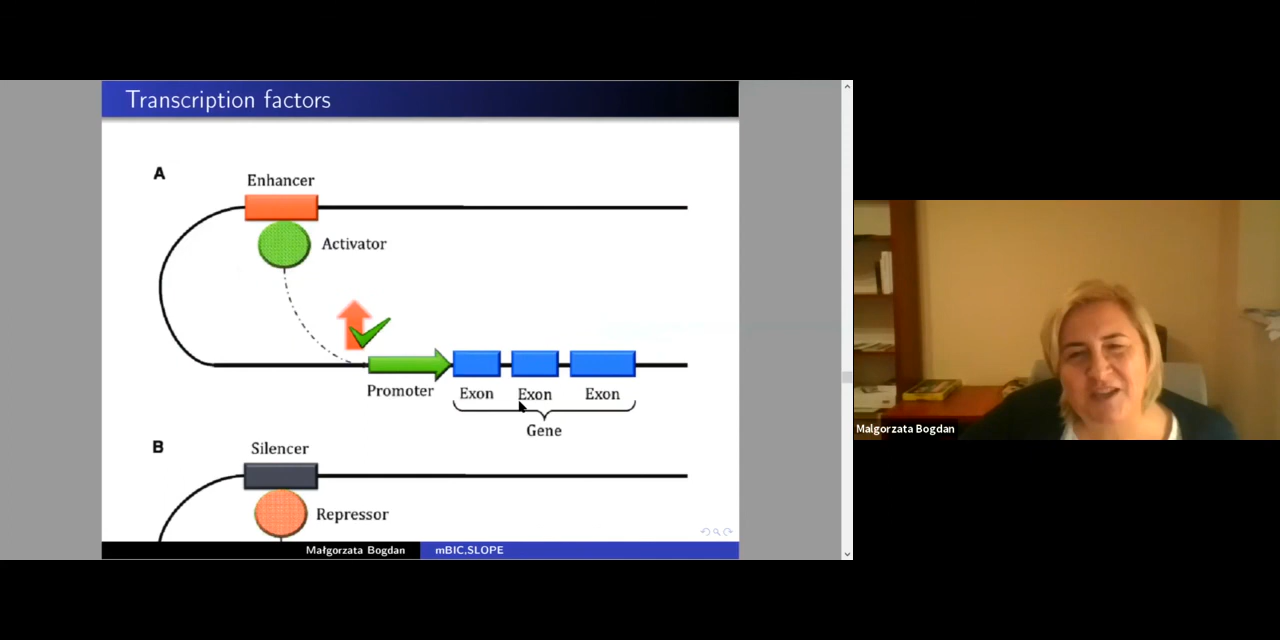 Transcription factors
A
Enhancer
Activator
Promoter
Exon
Exon
Exon
Gene
B
Silencer
Repressor
Małgorzata Bogdan
mBIC,SLOPE
Malgorzata Bogdan